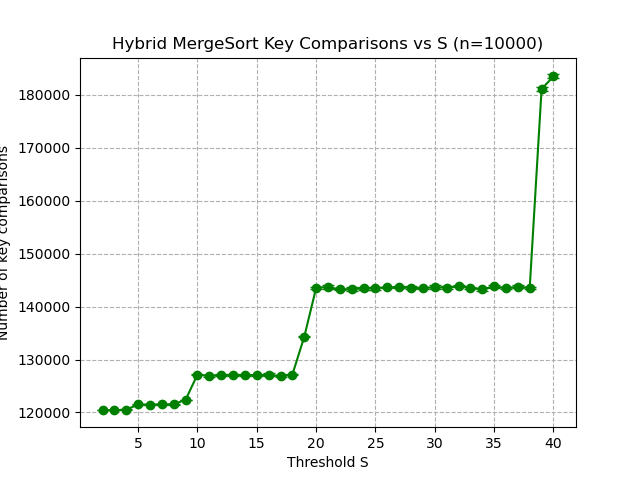 Hybrid MergeSort Key Comparisons vs S (n=10000)
Number of key comparisons
180000
170000
160000
150000
140000
130000
120000
5 10 15 20 25 30 35 40
Threshold S